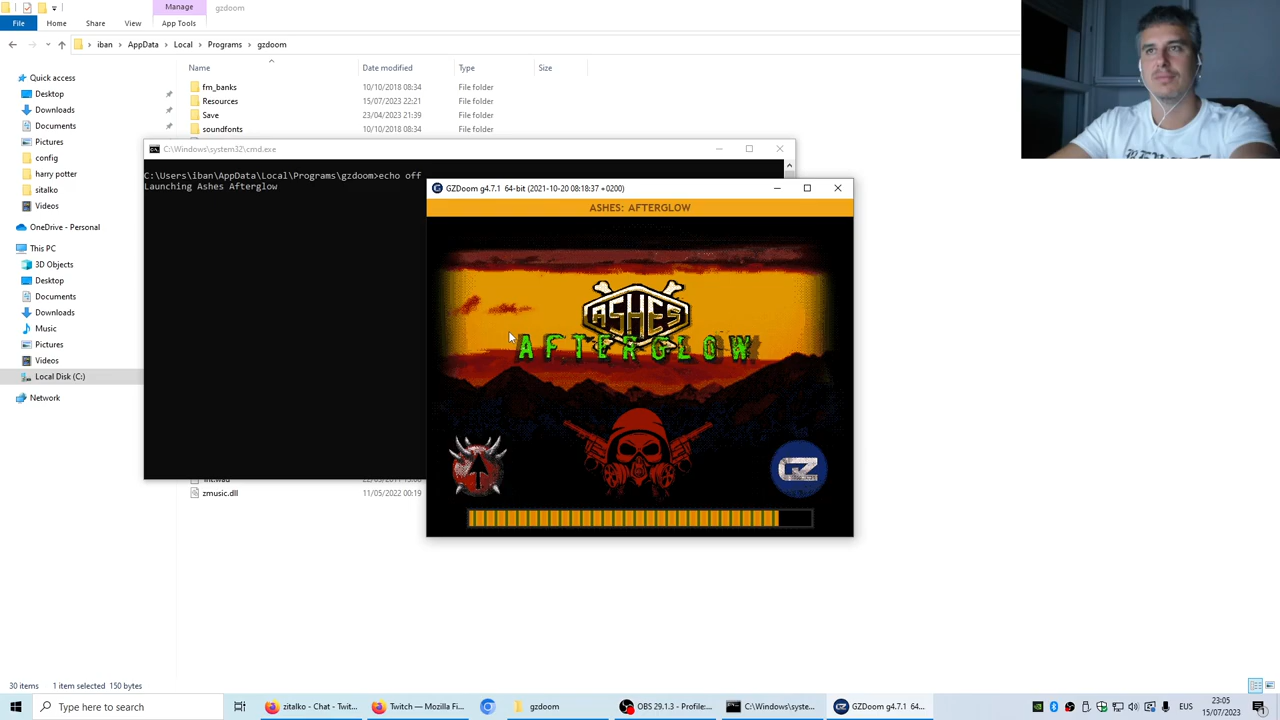 Manage
gzdoom
File
Home
Share
View
App Tools
iban
AppData
Local
Programs
gzdoom
Name
Date modified
Type
Size
Quick access
Desktop
Downloads
Documents
Pictures
config
harry potter
sitalko
Videos
OneDrive - Personal
This PC
3D Objects
Desktop
Documents
Downloads
Music
Pictures
Videos
Local Disk (C:)
Network
fm_banks 10/10/2018 08:34 File folder
Resources 15/07/2023 22:21 File folder
Save 23/04/2023 21:39 File folder
soundfonts 10/10/2018 08:34 File folder
C:\Windows\system32\cmd.exe
C:\Users\iban\AppData\Local\Programs\gzdoom>echo off
Launching Ashes Afterglow
GZDoom g4.7.1 64-bit (2021-10-20 08:18:37 +0200)
ASHES: AFTERGLOW
ASHES
AFTERGLOW
GZ
zmusic.dll 11/05/2022 00:19
30 items
1 item selected 150 bytes
Type here to search
zitalko - Chat - Twit...
Twitch — Mozilla Fi...
gzdoom
OBS 29.1.3 - Profile:...
C:\Windows\syste...
GZDoom g4.7.1 64...
EUS
23:05
15/07/2023